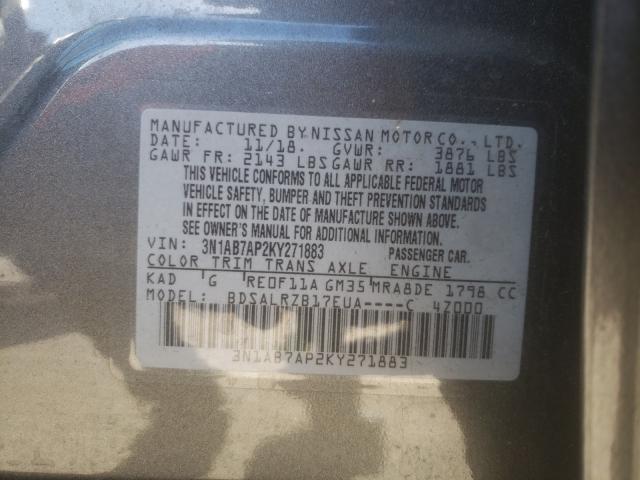 MANUFACTURED BY NISSAN MOTOR CO., LTD.
DATE: 11/18. GVWR: 3876 LBS
GAWR FR: 2143 LBS GAWR RR: 1881 LBS
THIS VEHICLE CONFORMS TO ALL APPLICABLE FEDERAL MOTOR
VEHICLE SAFETY, BUMPER AND THEFT PREVENTION STANDARDS
IN EFFECT ON THE DATE OF MANUFACTURE SHOWN ABOVE.
SEE OWNER'S MANUAL FOR ADDITIONAL INFORMATION.
VIN: 3N1AB7AP2KY271883 PASSENGER CAR.
COLOR TRIM TRANS AXLE ENGINE
KAD 'G 'RE0F11A GM35 MRA8DE 1798 CC
MODEL: BDSALRZB17EUA----C 42000
3N1AB7AP2KY271883